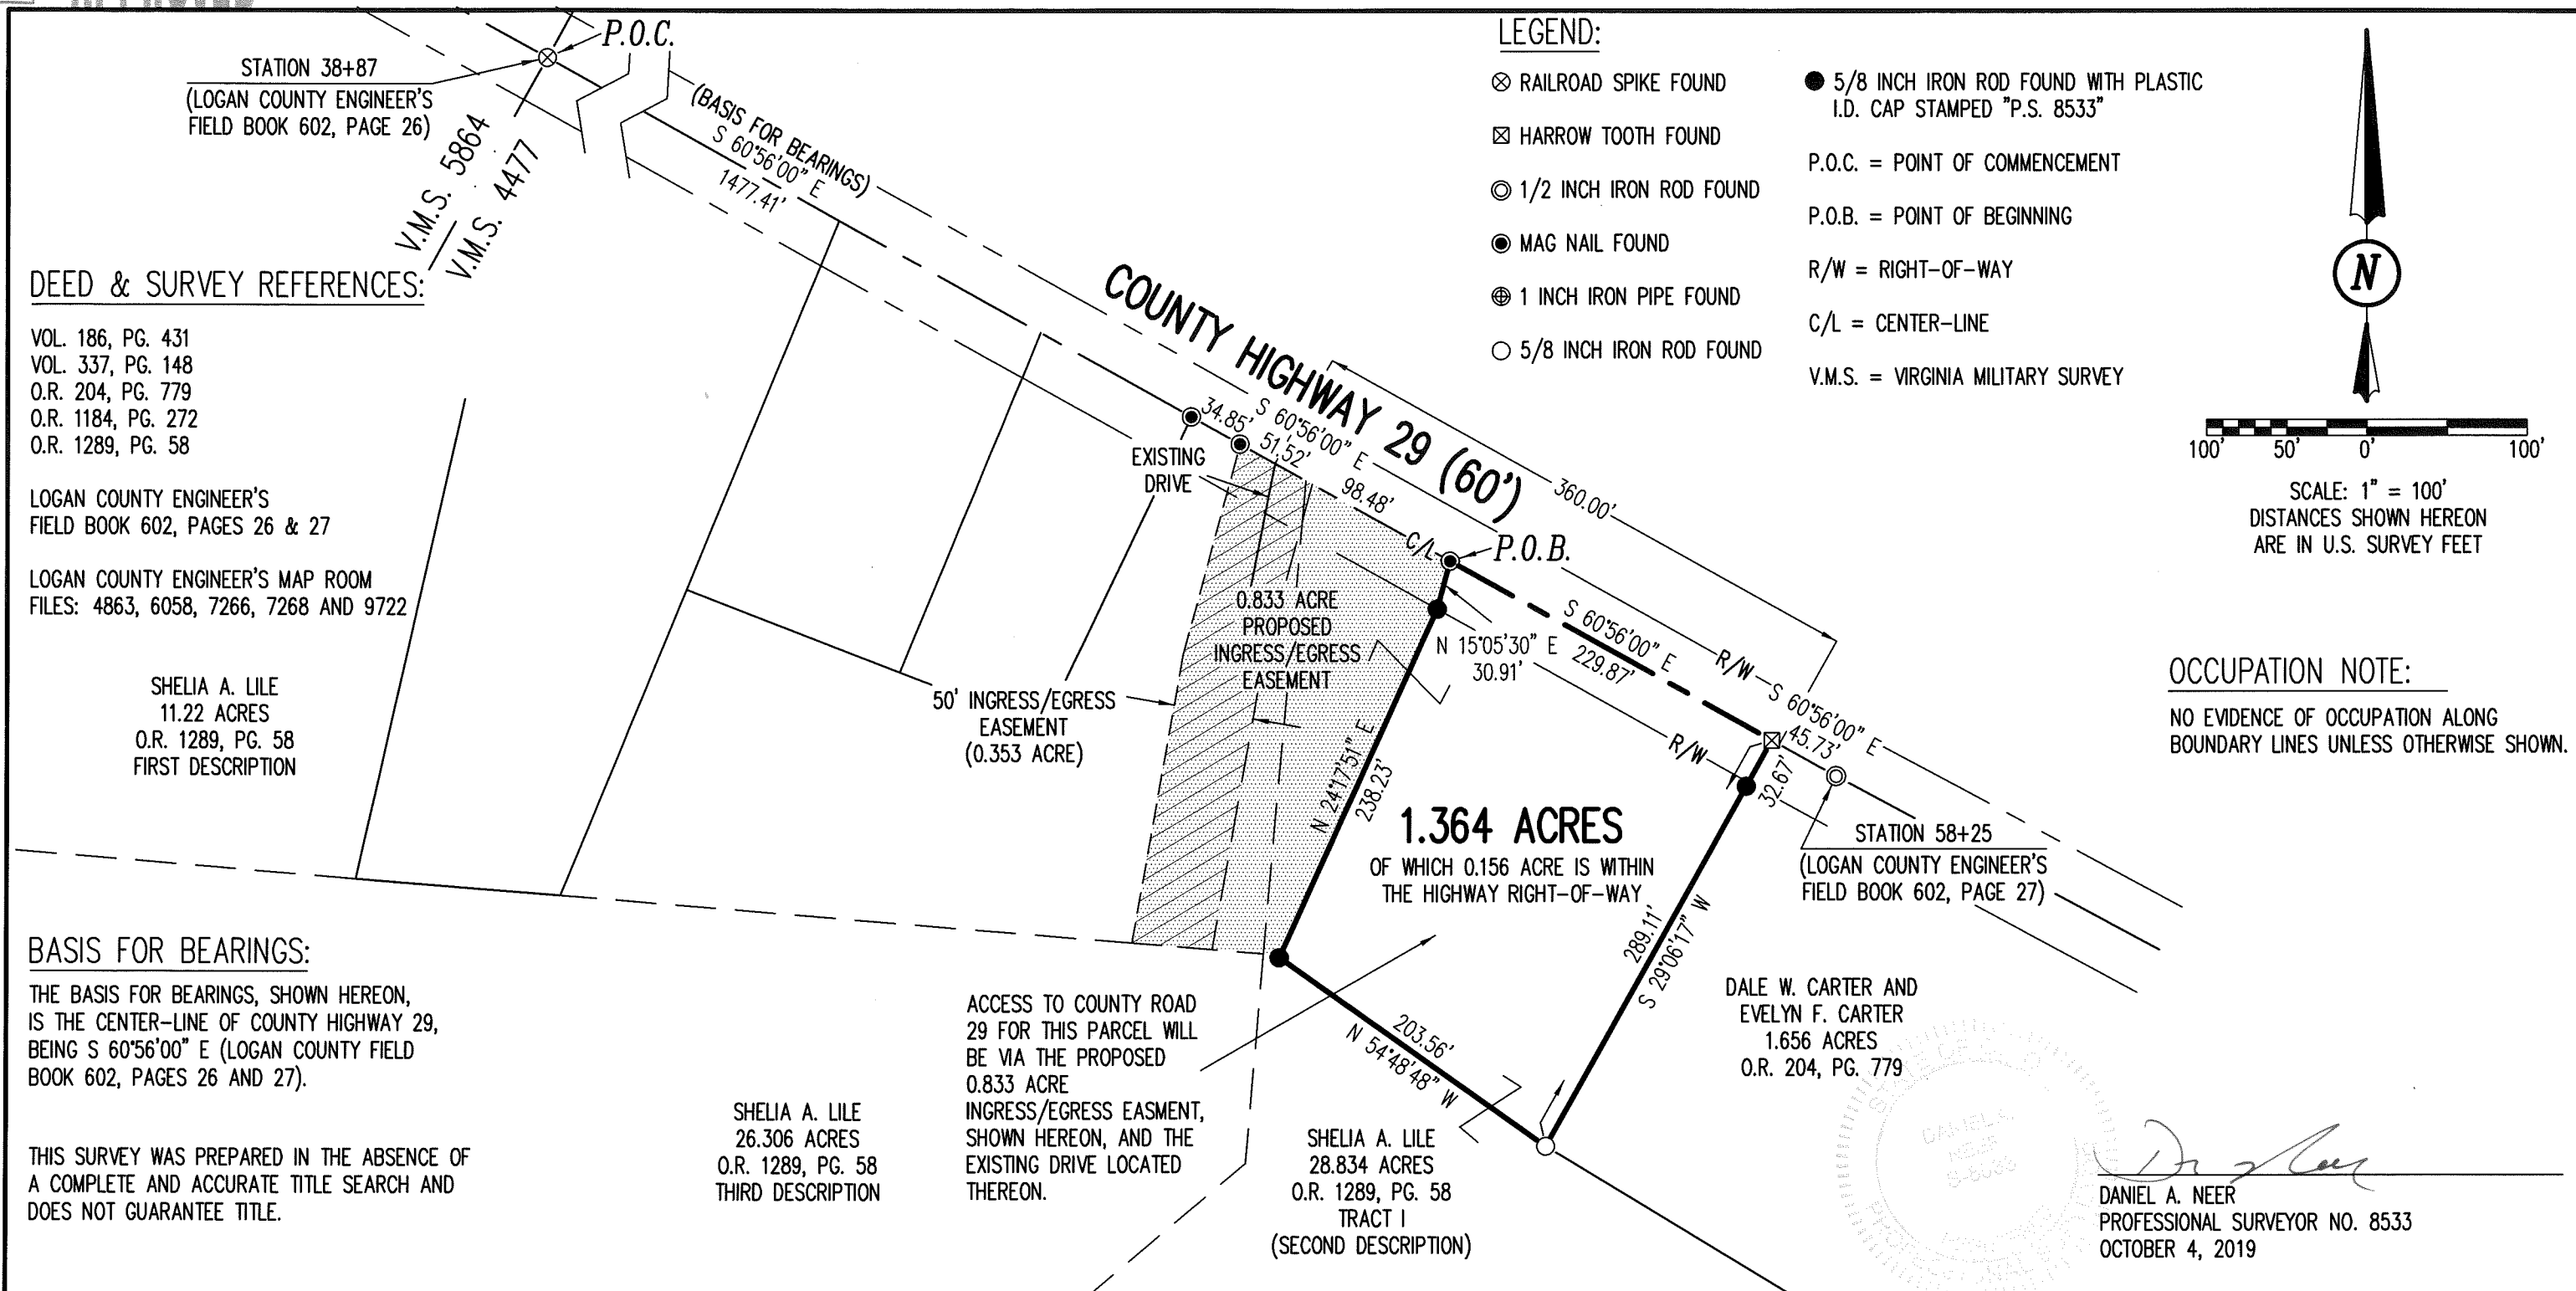 P.O.C.
STATION 38+87
(LOGAN COUNTY ENGINEER'S
FIELD BOOK 602, PAGE 26)
V.M.S. 5864
V.M.S. 4477
(BASIS FOR BEARINGS)
S 60°56'00" E
1477.41'
LEGEND:
RAILROAD SPIKE FOUND
HARROW TOOTH FOUND
1/2 INCH IRON ROD FOUND
MAG NAIL FOUND
1 INCH IRON PIPE FOUND
5/8 INCH IRON ROD FOUND
5/8 INCH IRON ROD FOUND WITH PLASTIC
I.D. CAP STAMPED "P.S. 8533"
P.O.C. = POINT OF COMMENCEMENT
P.O.B. = POINT OF BEGINNING
R/W = RIGHT-OF-WAY
C/L = CENTER-LINE
V.M.S. = VIRGINIA MILITARY SURVEY
N
100' 50' 0' 100'
SCALE: 1" = 100'
DISTANCES SHOWN HEREON
ARE IN U.S. SURVEY FEET
DEED & SURVEY REFERENCES:
VOL. 186, PG. 431
VOL. 337, PG. 148
O.R. 204, PG. 779
O.R. 1184, PG. 272
O.R. 1289, PG. 58
LOGAN COUNTY ENGINEER'S
FIELD BOOK 602, PAGES 26 & 27
LOGAN COUNTY ENGINEER'S MAP ROOM
FILES: 4863, 6058, 7266, 7268 AND 9722
COUNTY HIGHWAY 29 (60')
34.85'
S 60°56'00" E
51.52'
98.48'
360.00'
EXISTING
DRIVE
C/L
P.O.B.
0.833 ACRE
PROPOSED
INGRESS/EGRESS
EASEMENT
N 15°05'30" E
30.91'
S 60°56'00" E
229.87'
R/W
R/W
S 60°56'00" E
45.73'
32.67'
OCCUPATION NOTE:
NO EVIDENCE OF OCCUPATION ALONG
BOUNDARY LINES UNLESS OTHERWISE SHOWN.
SHELIA A. LILE
11.22 ACRES
O.R. 1289, PG. 58
FIRST DESCRIPTION
50' INGRESS/EGRESS
EASEMENT
(0.353 ACRE)
N 24°17'51" E
238.23'
1.364 ACRES
OF WHICH 0.156 ACRE IS WITHIN
THE HIGHWAY RIGHT-OF-WAY
STATION 58+25
(LOGAN COUNTY ENGINEER'S
FIELD BOOK 602, PAGE 27)
289.11'
S 29°06'17" W
BASIS FOR BEARINGS:
THE BASIS FOR BEARINGS, SHOWN HEREON,
IS THE CENTER-LINE OF COUNTY HIGHWAY 29,
BEING S 60°56'00" E (LOGAN COUNTY FIELD
BOOK 602, PAGES 26 AND 27).
THIS SURVEY WAS PREPARED IN THE ABSENCE OF
A COMPLETE AND ACCURATE TITLE SEARCH AND
DOES NOT GUARANTEE TITLE.
SHELIA A. LILE
26.306 ACRES
O.R. 1289, PG. 58
THIRD DESCRIPTION
ACCESS TO COUNTY ROAD
29 FOR THIS PARCEL WILL
BE VIA THE PROPOSED
0.833 ACRE
INGRESS/EGRESS EASMENT,
SHOWN HEREON, AND THE
EXISTING DRIVE LOCATED
THEREON.
203.56'
N 54°48'48" W
SHELIA A. LILE
28.834 ACRES
O.R. 1289, PG. 58
TRACT I
(SECOND DESCRIPTION)
DALE W. CARTER AND
EVELYN F. CARTER
1.656 ACRES
O.R. 204, PG. 779
DANIEL A. NEER
PROFESSIONAL SURVEYOR NO. 8533
OCTOBER 4, 2019